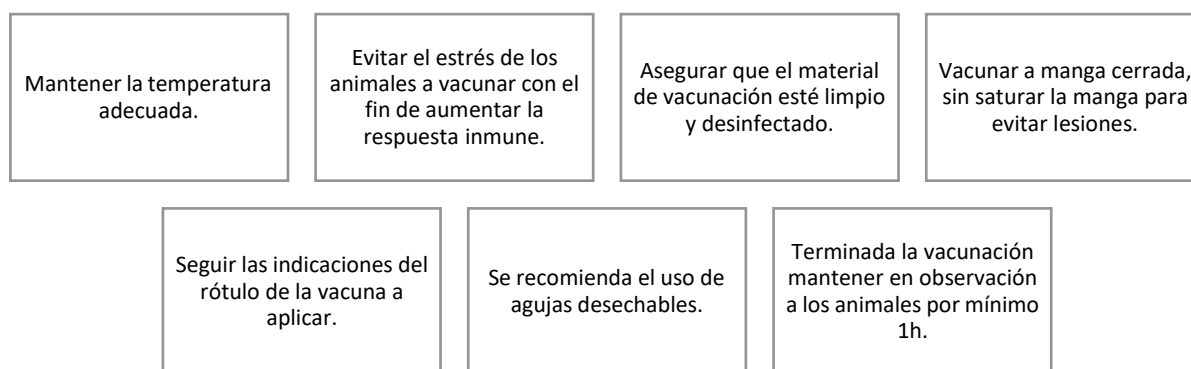 Mantener la temperatura
adecuada.
Evitar el estrés de los
animales a vacunar con el
fin de aumentar la
respuesta inmune.
Asegurar que el material
de vacunación esté limpio
y desinfectado.
Vacunar a manga cerrada,
sin saturar la manga para
evitar lesiones.
Seguir las indicaciones del
rótulo de la vacuna a
aplicar.
Se recomienda el uso de
agujas desechables.
Terminada la vacunación
mantener en observación
a los animales por mínimo
1h.